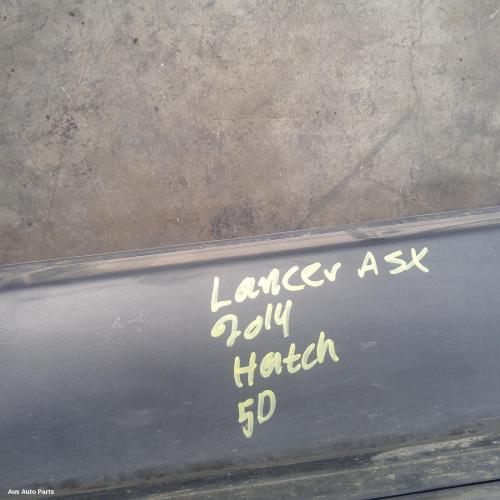 Lancer ASX
2014
Hatch
5D
Aus Auto Parts